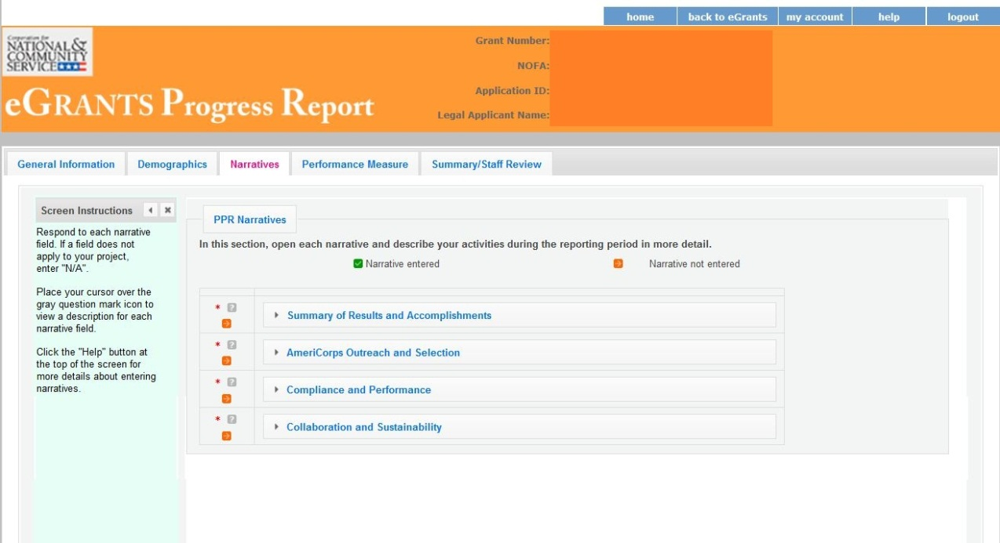 home back to eGrants my account help logout
Corporation for
NATIONAL &
COMMUNITY
SERVICE
eGRANTS Progress Report
Grant Number:
NOFA:
Application ID:
Legal Applicant Name:
General Information Demographics Narratives Performance Measure Summary/Staff Review
Screen Instructions
Respond to each narrative
field. If a field does not
apply to your project,
enter "N/A".
Place your cursor over the
gray question mark icon to
view a description for each
narrative field.
Click the "Help" button at
the top of the screen for
more details about entering
narratives.
PPR Narratives
In this section, open each narrative and describe your activities during the reporting period in more detail.
Narrative entered Narrative not entered
* ? Summary of Results and Accomplishments
* ? AmeriCorps Outreach and Selection
* ? Compliance and Performance
* ? Collaboration and Sustainability